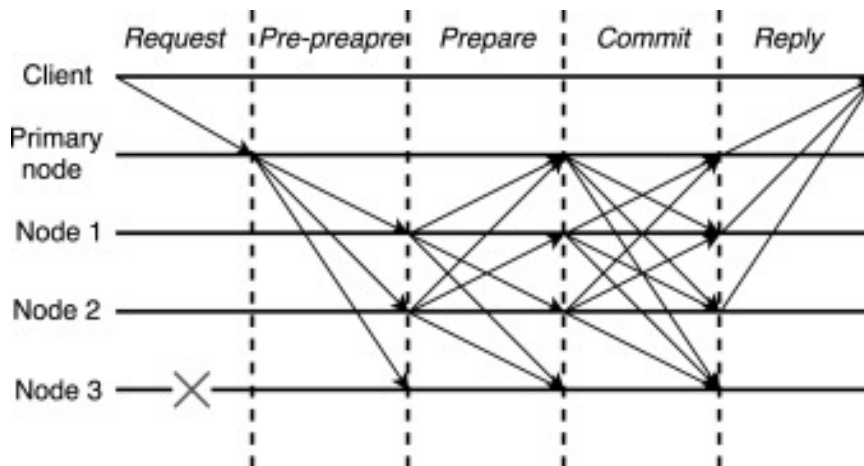 Request Pre-preapre Prepare Commit Reply
Client
Primary
node
Node 1
Node 2
Node 3